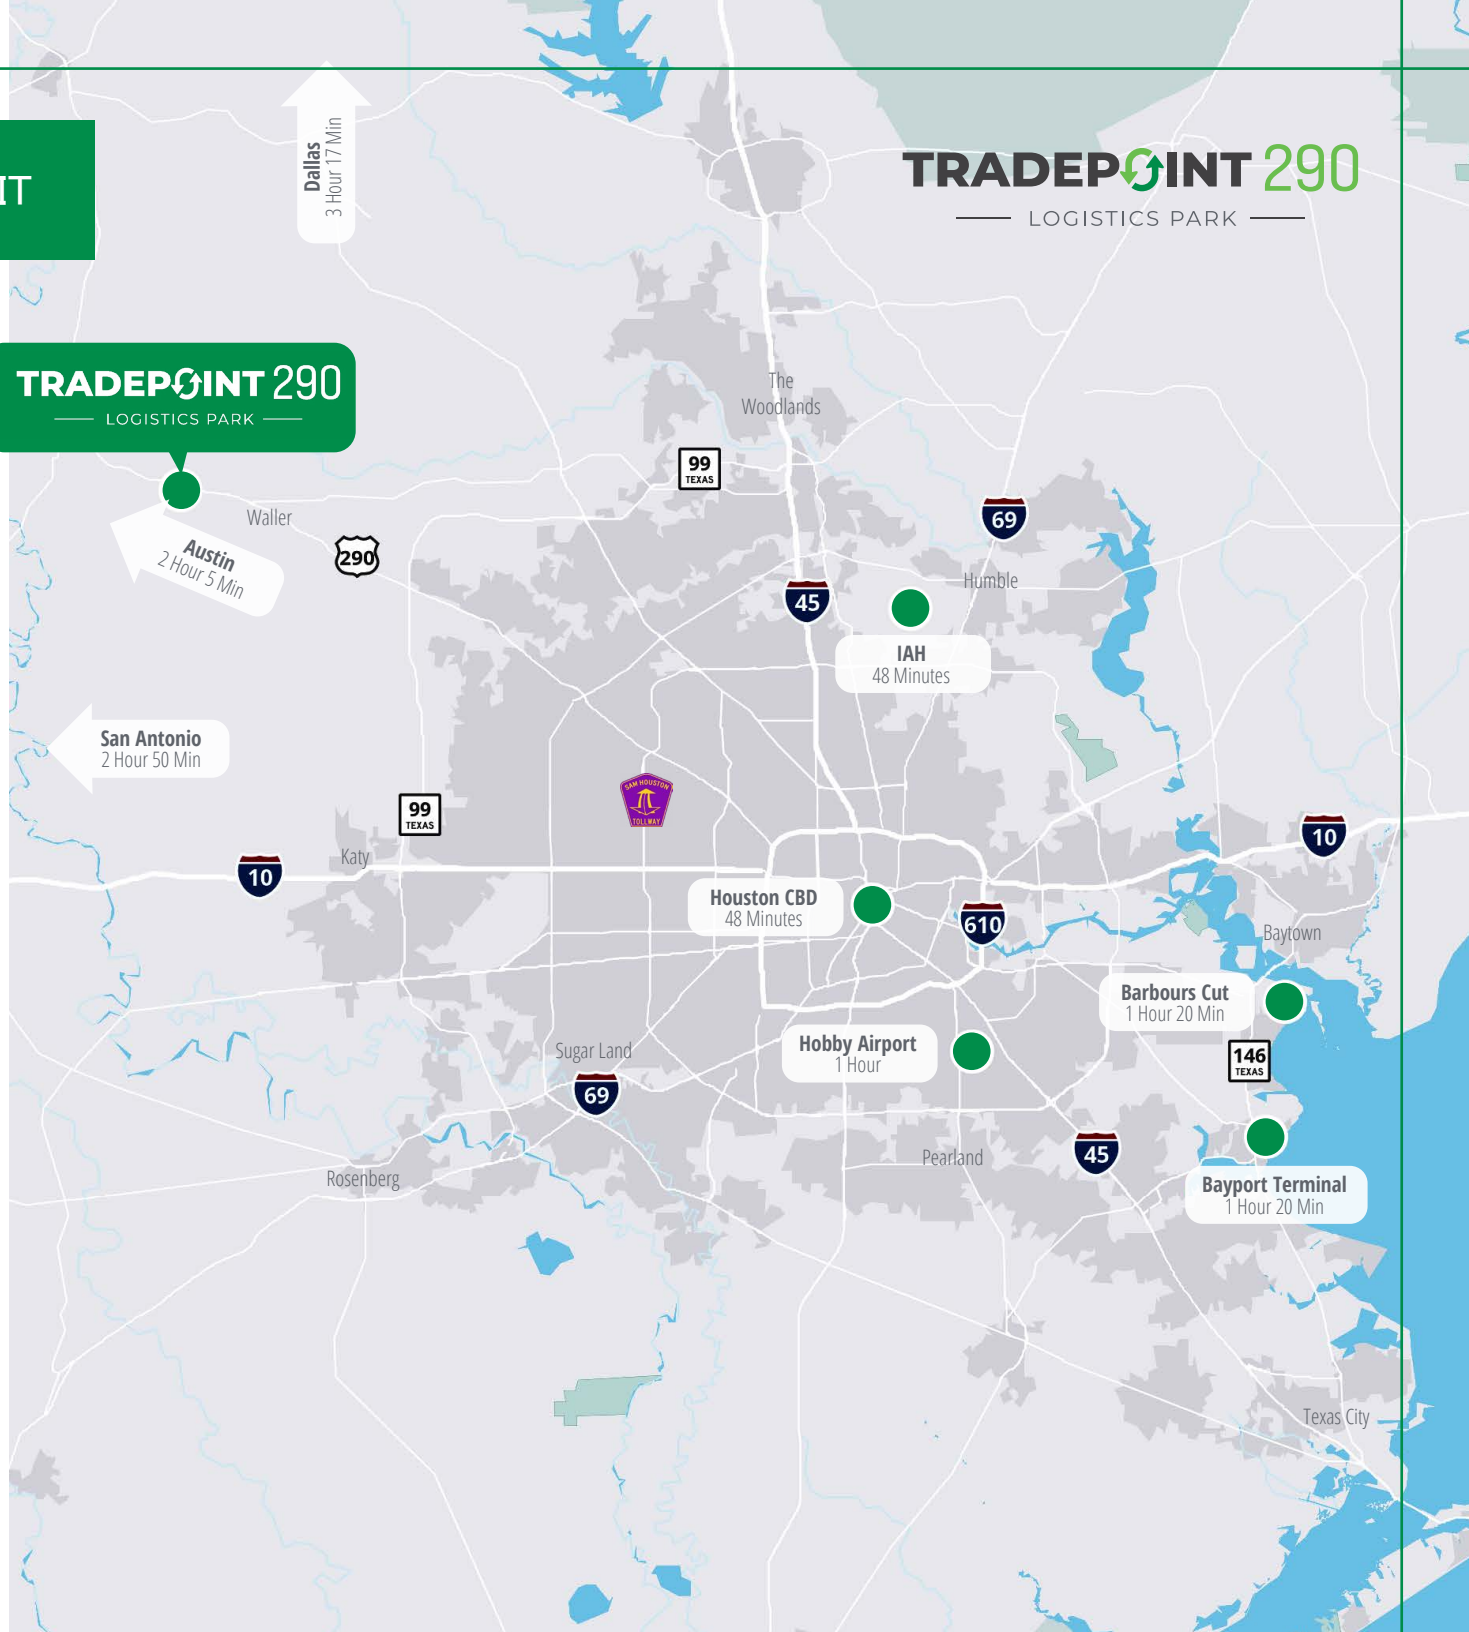 Dallas
3 Hour 17 Min
IT
TRADEPOINT 290
LOGISTICS PARK
TRADEPOINT 290
LOGISTICS PARK
The
Woodlands
99
TEXAS
69
Waller
290
Austin
2 Hour 5 Min
Humble
45
IAH
48 Minutes
San Antonio
2 Hour 50 Min
SAM HOUSTON
TOLLWAY
99
TEXAS
10
Katy
10
Houston CBD
48 Minutes
610
Baytown
Barbours Cut
1 Hour 20 Min
Hobby Airport
1 Hour
146
TEXAS
Sugar Land
69
Rosenberg
Pearland
45
Bayport Terminal
1 Hour 20 Min
Texas City